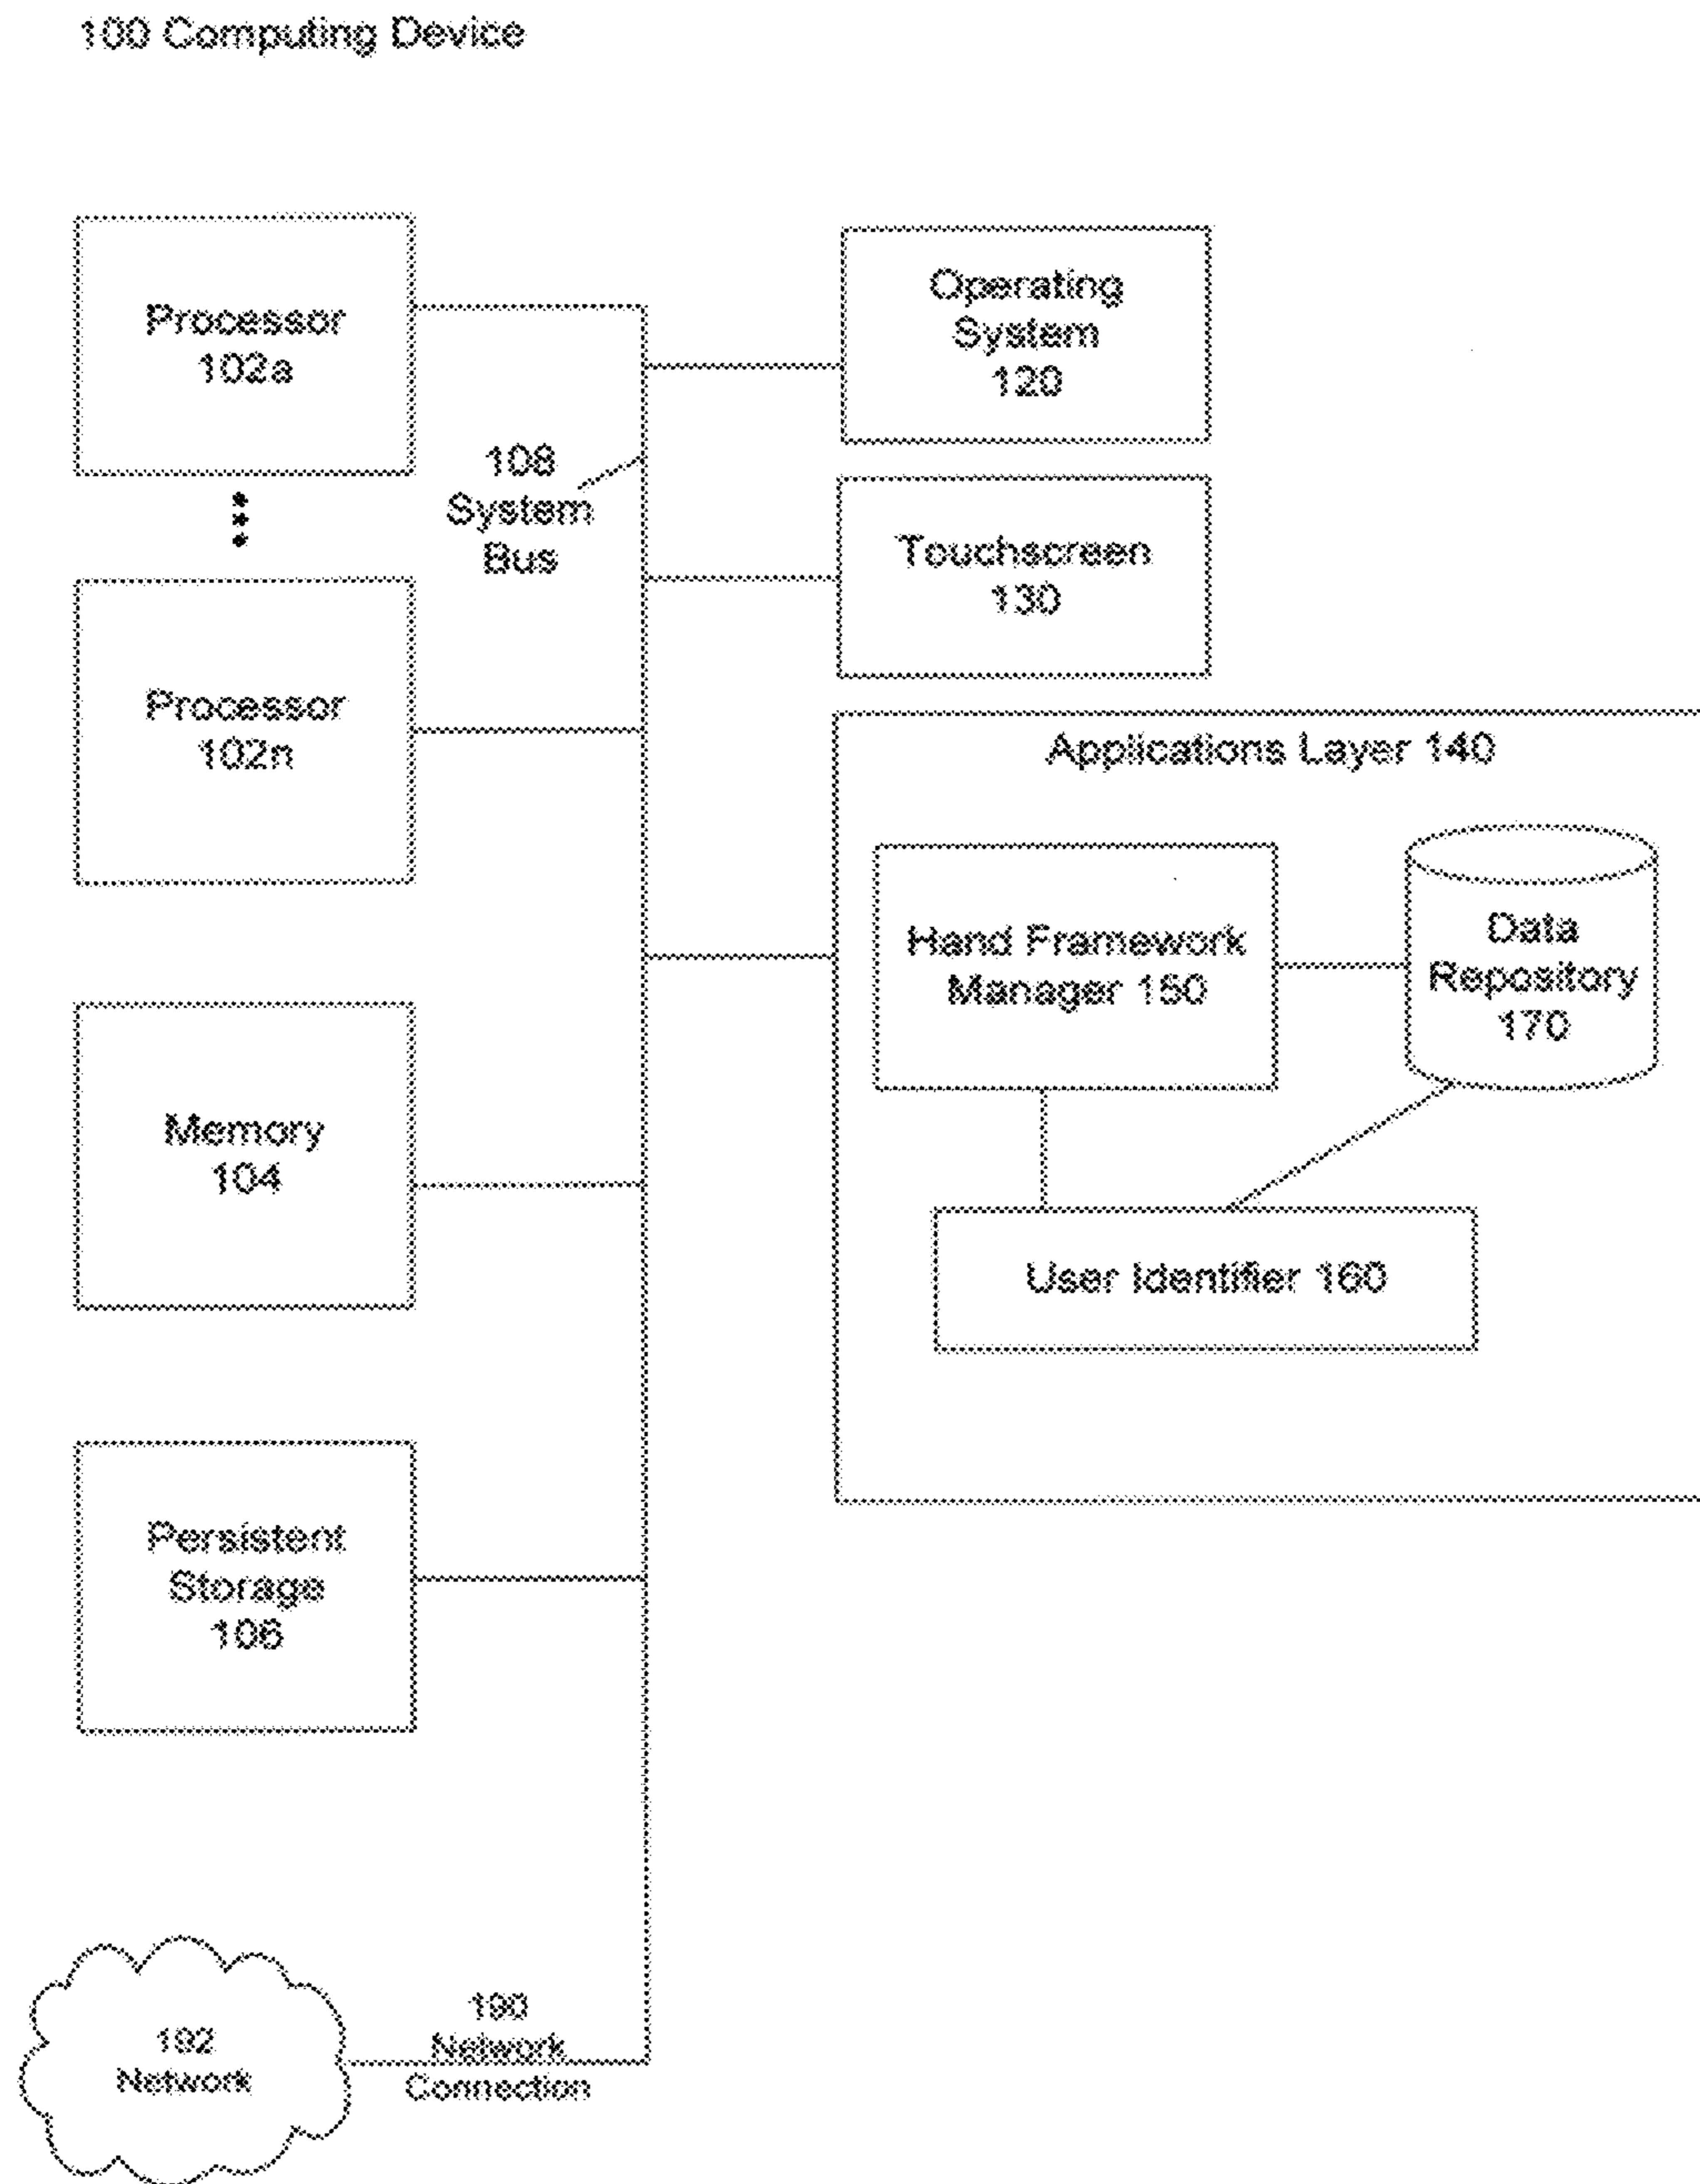 100 Computing Device
Processor
102a
108
System
Bus
Operating
System
120
Touchscreen
130
Processor
102n
Applications Layer 140
Hand Framework
Manager 150
Data
Repository
170
User Identifier 160
Memory
104
Persistent
Storage
106
192
Network
190
Network
Connection